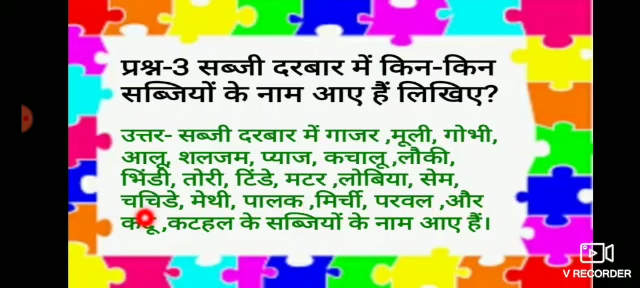 प्रश्न-3 सब्जी दरबार में किन-किन
सब्जियों के नाम आए हैं लिखिए?
उत्तर- सब्जी दरबार में गाजर ,मूली, गोभी,
आलू, शलजम, प्याज, कचालू ,लौकी,
भिंडी, तोरी, टिंडे, मटर ,लोबिया, सेम,
चचिडे, मेथी, पालक ,मिर्ची, परवल ,और
,कटहल के सब्जियों के नाम आए हैं।
V RECORDER